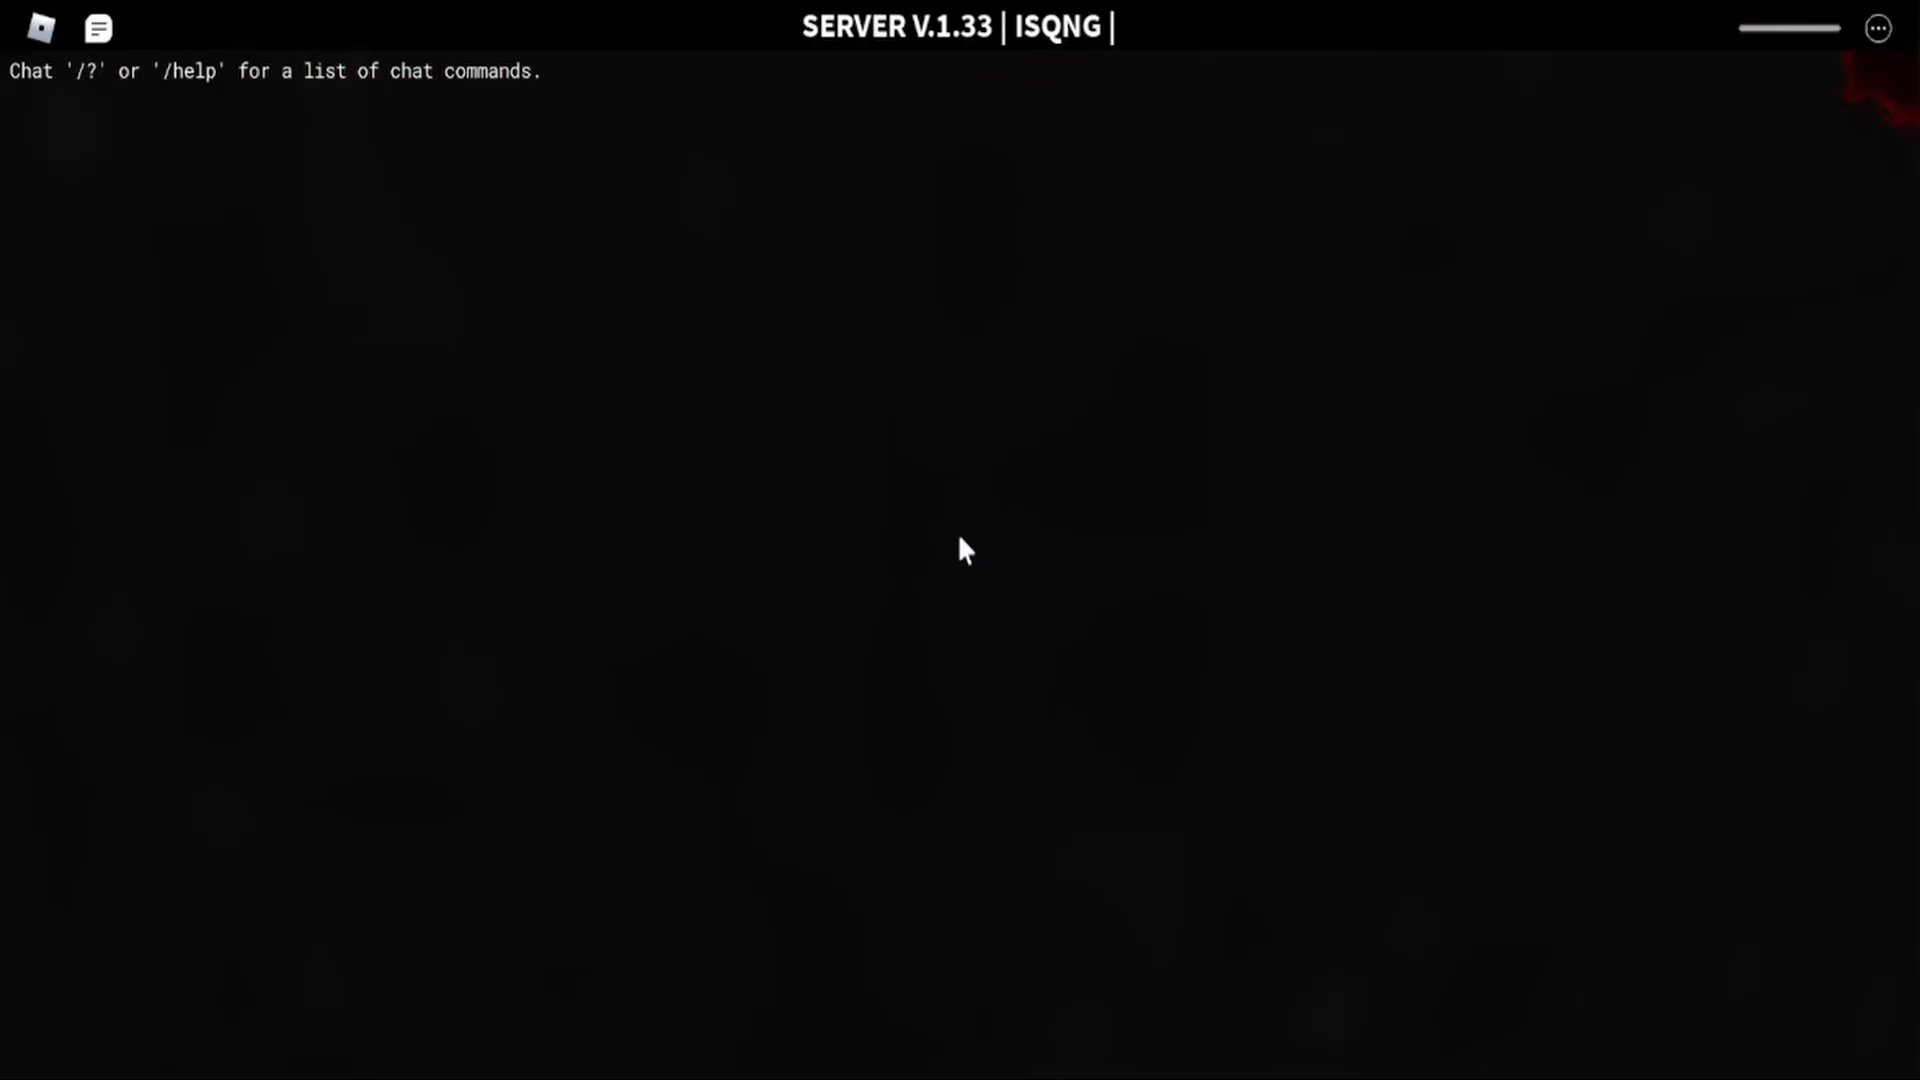 SERVER V.1.33 | ISQNG |
Chat '/?' or '/help' for a list of chat commands.